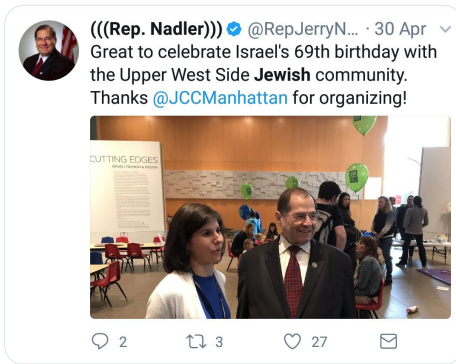 (((Rep. Nadler))) @RepJerryN... · 30 Apr
Great to celebrate Israel's 69th birthday with
the Upper West Side Jewish community.
Thanks @JCCManhattan for organizing!
CUTTING EDGES
2 3 27